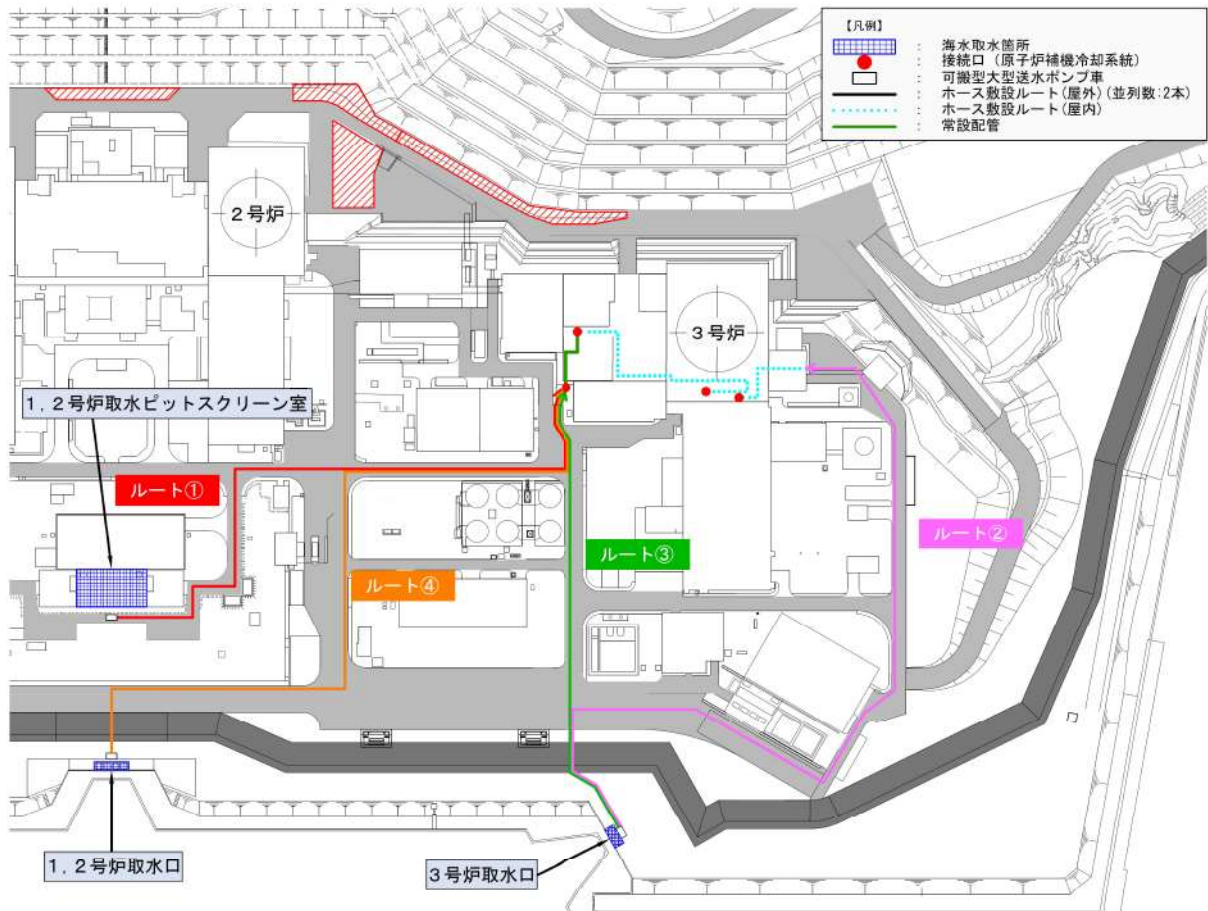 【凡例】
： 海水取水箇所
： 接続口（原子炉補機冷却系統）
： 可搬型大型送水ポンプ車
： ホース敷設ルート(屋外)(並列数:2本)
： ホース敷設ルート(屋内)
： 常設配管
2号炉
3号炉
1，2号炉取水ピットスクリーン室
ルート①
ルート②
ルート③
ルート④
1，2号炉取水口
3号炉取水口